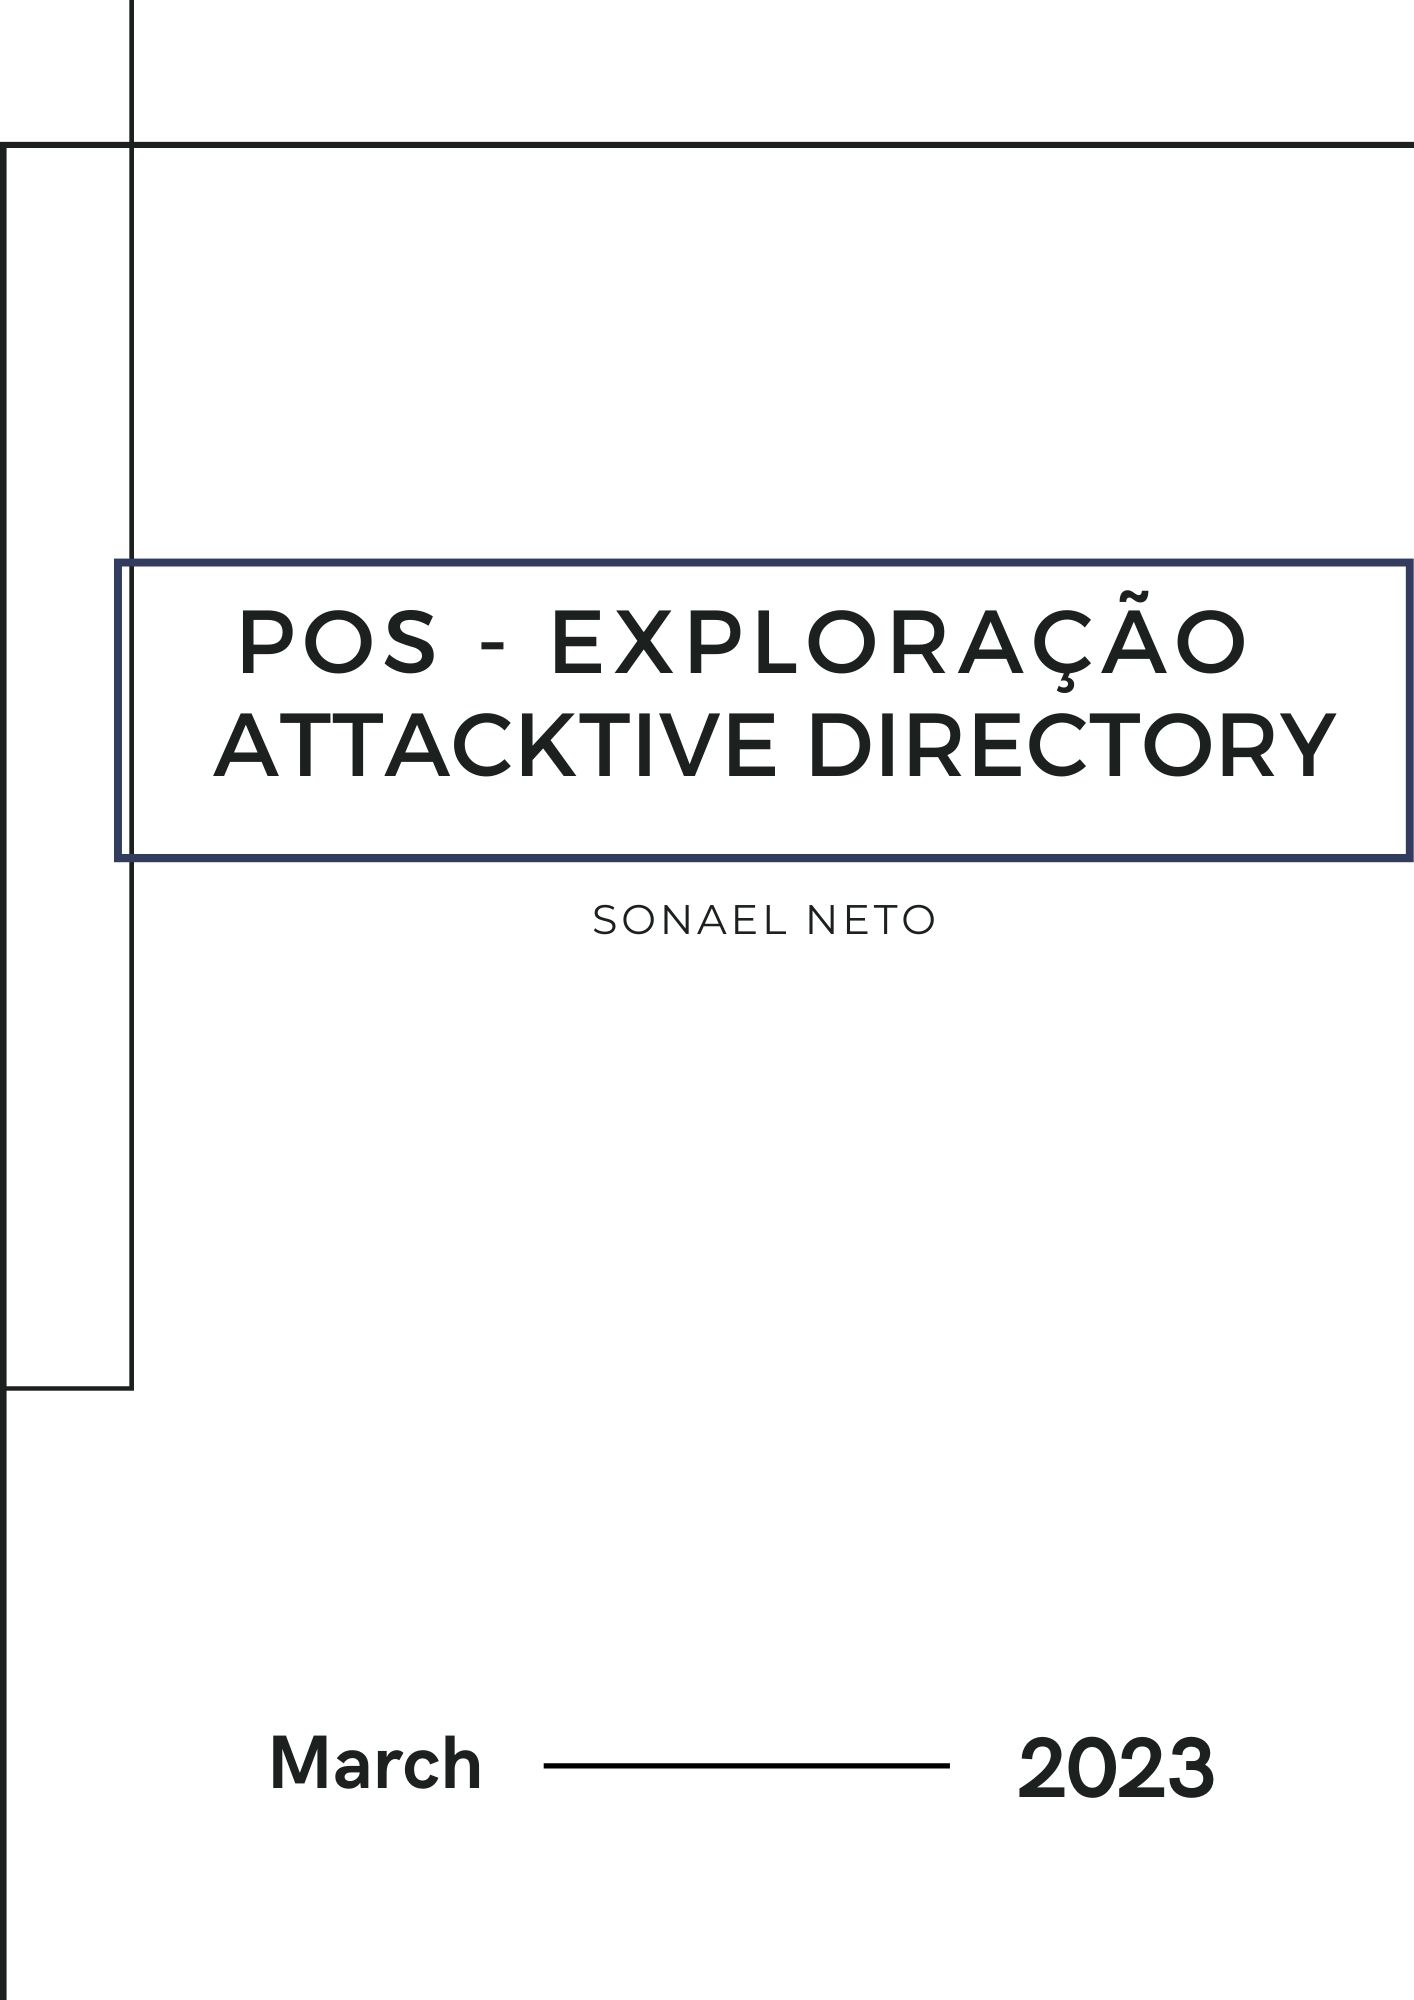 POS - EXPLORAÇÃO
ATTACKTIVE DIRECTORY
SONAEL NETO
March
2023